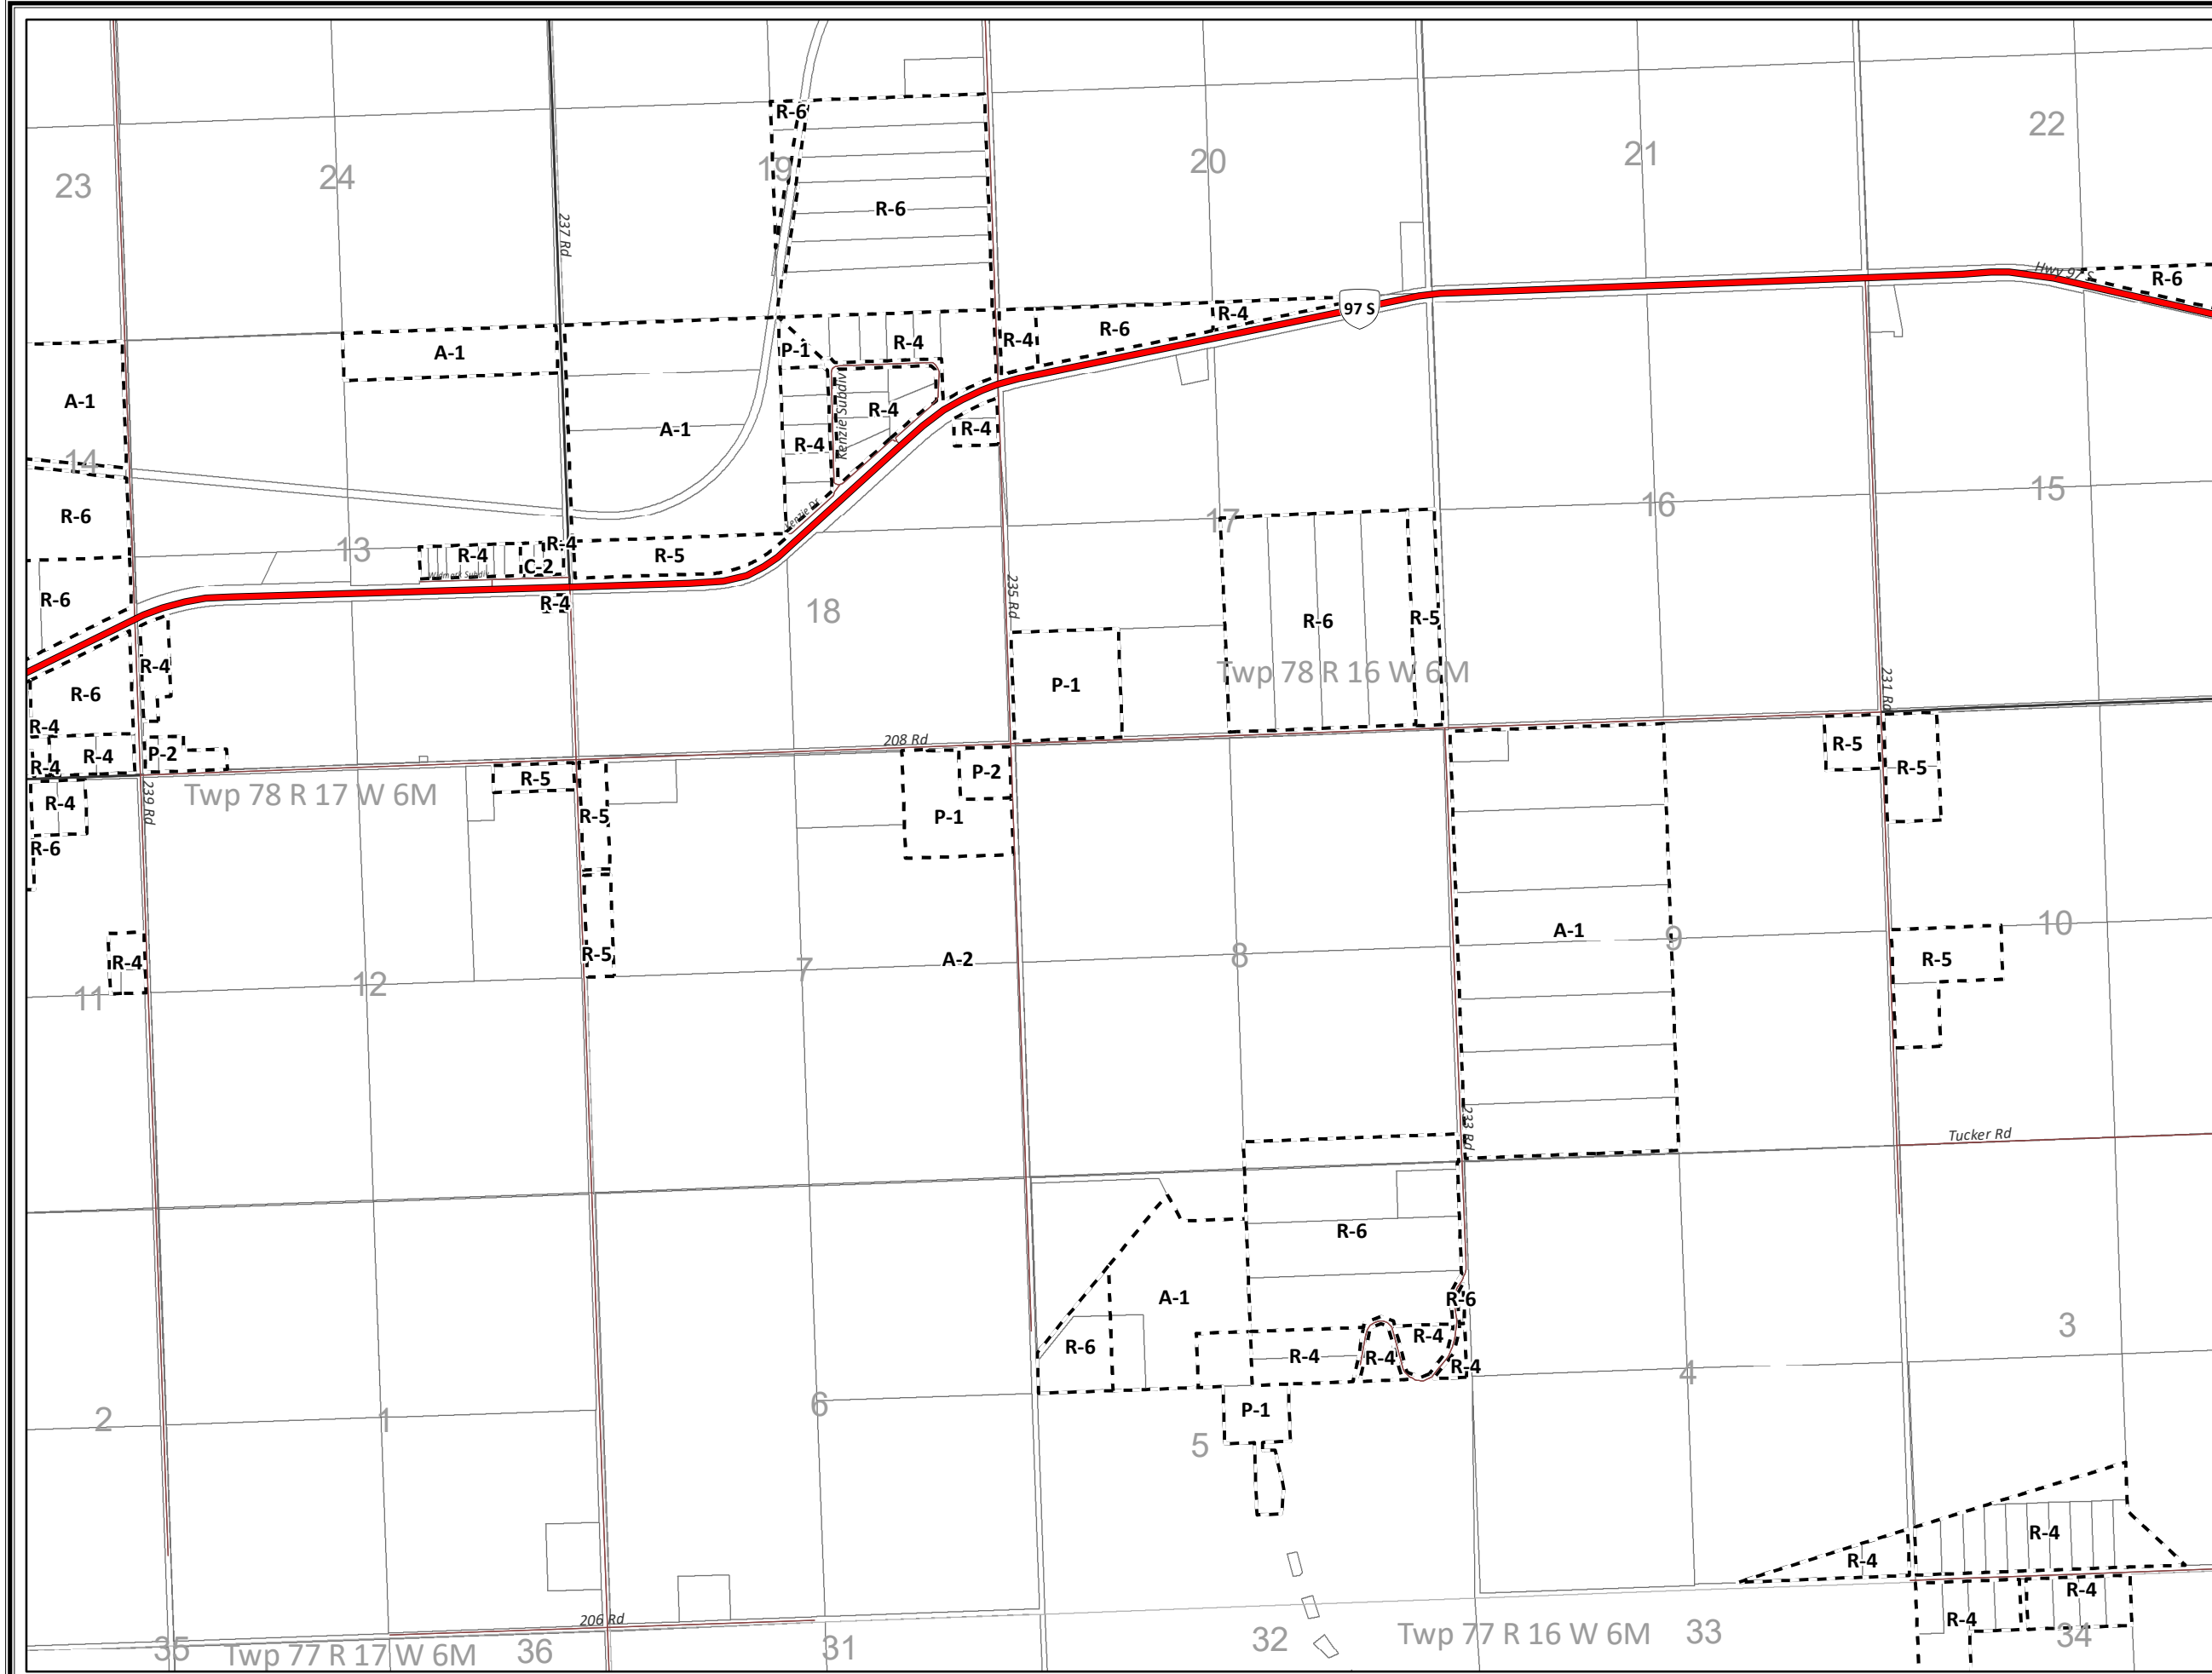 R-6
22
21
20
19
24
23
R-6
237 Rd
Hwy 97 S
R-6
97 S
R-4
R-6
R-4
R-4
P-1
A-1
A-1
R-4
R-4
A-1
R-4
Mckenzie Subdiv
14
15
16
17
R-6
Kenzie Dr
R-4
13
R-4
C-2
R-5
Widmark Subdiv
235 Rd
R-6
R-4
18
R-6
R-5
R-4
Twp 78 R 16 W 6M
P-1
231 Rd
R-6
R-4
208 Rd
R-4
P-2
R-5
R-4
P-2
R-5
R-5
239 Rd
Twp 78 R 17 W 6M
R-4
R-5
P-1
R-6
10
A-1
9
R-4
R-5
A-2
8
R-5
7
12
11
233 Rd
Tucker Rd
R-6
A-1
R-6
3
R-4
R-6
R-4
R-4
R-4
4
6
P-1
2
1
5
R-4
R-4
R-4
206 Rd
R-4
35
Twp 77 R 17 W 6M
36
31
32
Twp 77 R 16 W 6M
33
34